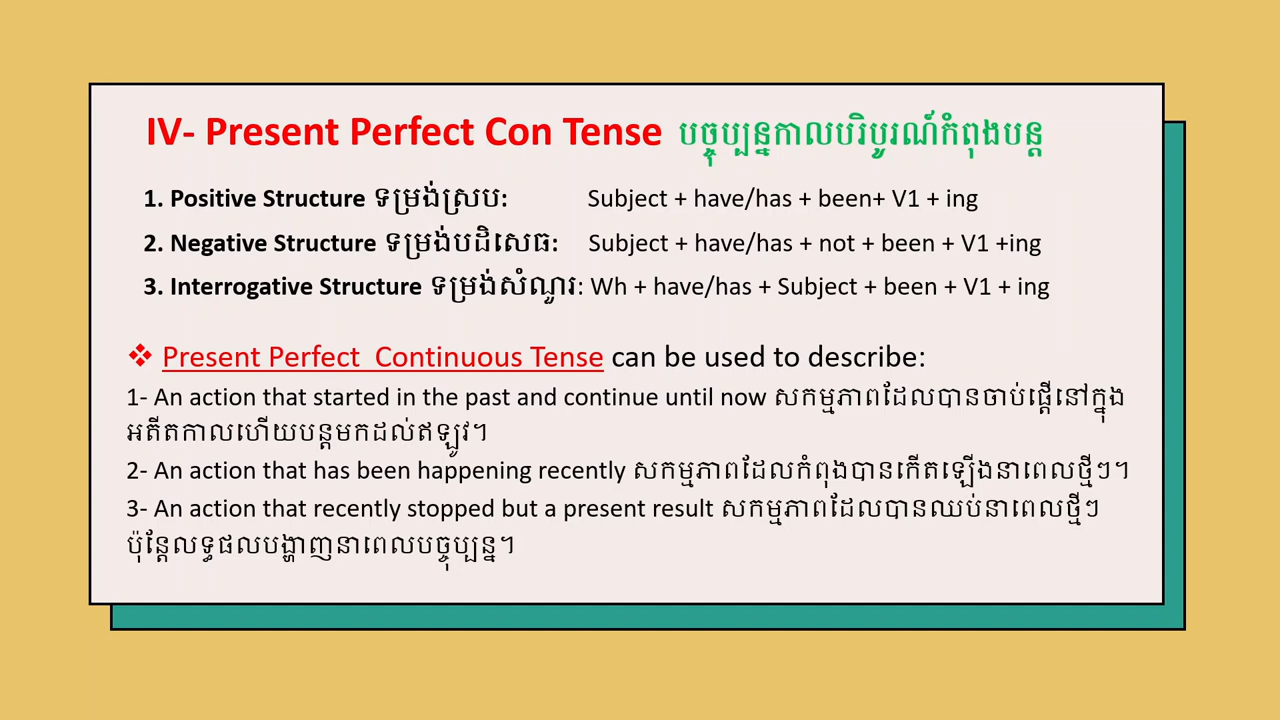 IV- Present Perfect Con Tense បច្ចុប្បន្នកាលបរិបូរណ៍កំពុងបន្ត
1. Positive Structure ទម្រង់ស្រប: Subject + have/has + been+ V1 + ing
2. Negative Structure ទម្រង់បដិសេធ: Subject + have/has + not + been + V1 +ing
3. Interrogative Structure ទម្រង់សំណួរ: Wh + have/has + Subject + been + V1 + ing
❖ Present Perfect Continuous Tense can be used to describe:
1- An action that started in the past and continue until now សកម្មភាពដែលបានចាប់ផ្តើនៅក្នុង
អតីតកាលហើយបន្តមកដល់ឥឡូវ។
2- An action that has been happening recently សកម្មភាពដែលកំពុងបានកើតឡើងនាពេលថ្មីៗ។
3- An action that recently stopped but a present result សកម្មភាពដែលបានឈប់នាពេលថ្មីៗ
ប៉ុន្តែលទ្ធផលបង្ហាញនាពេលបច្ចុប្បន្ន។